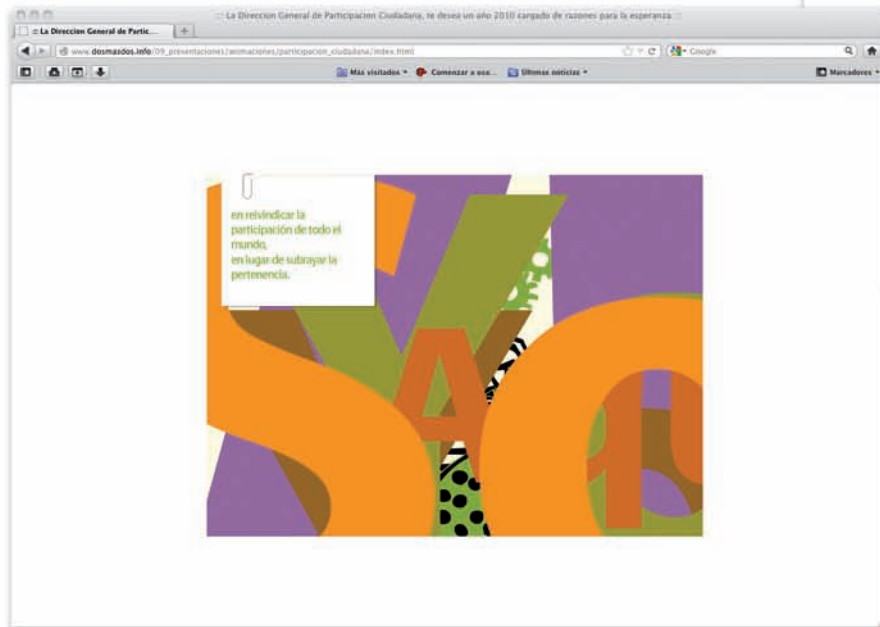 ::: La Direccion General de Participacion Ciudadana, te desea un año 2010 cargado de razones para la esperanza :::
::: La Direccion General de Partic...
www.dosmasdos.info/09_presentaciones/animaciones/participacion_ciudadana/index.html
Google
Más visitados
Comenzar a usa...
Últimas noticias
Marcadores
en reivindicar la
participación de todo el
mundo,
en lugar de subrayar la
pertenencia.
S Y A O